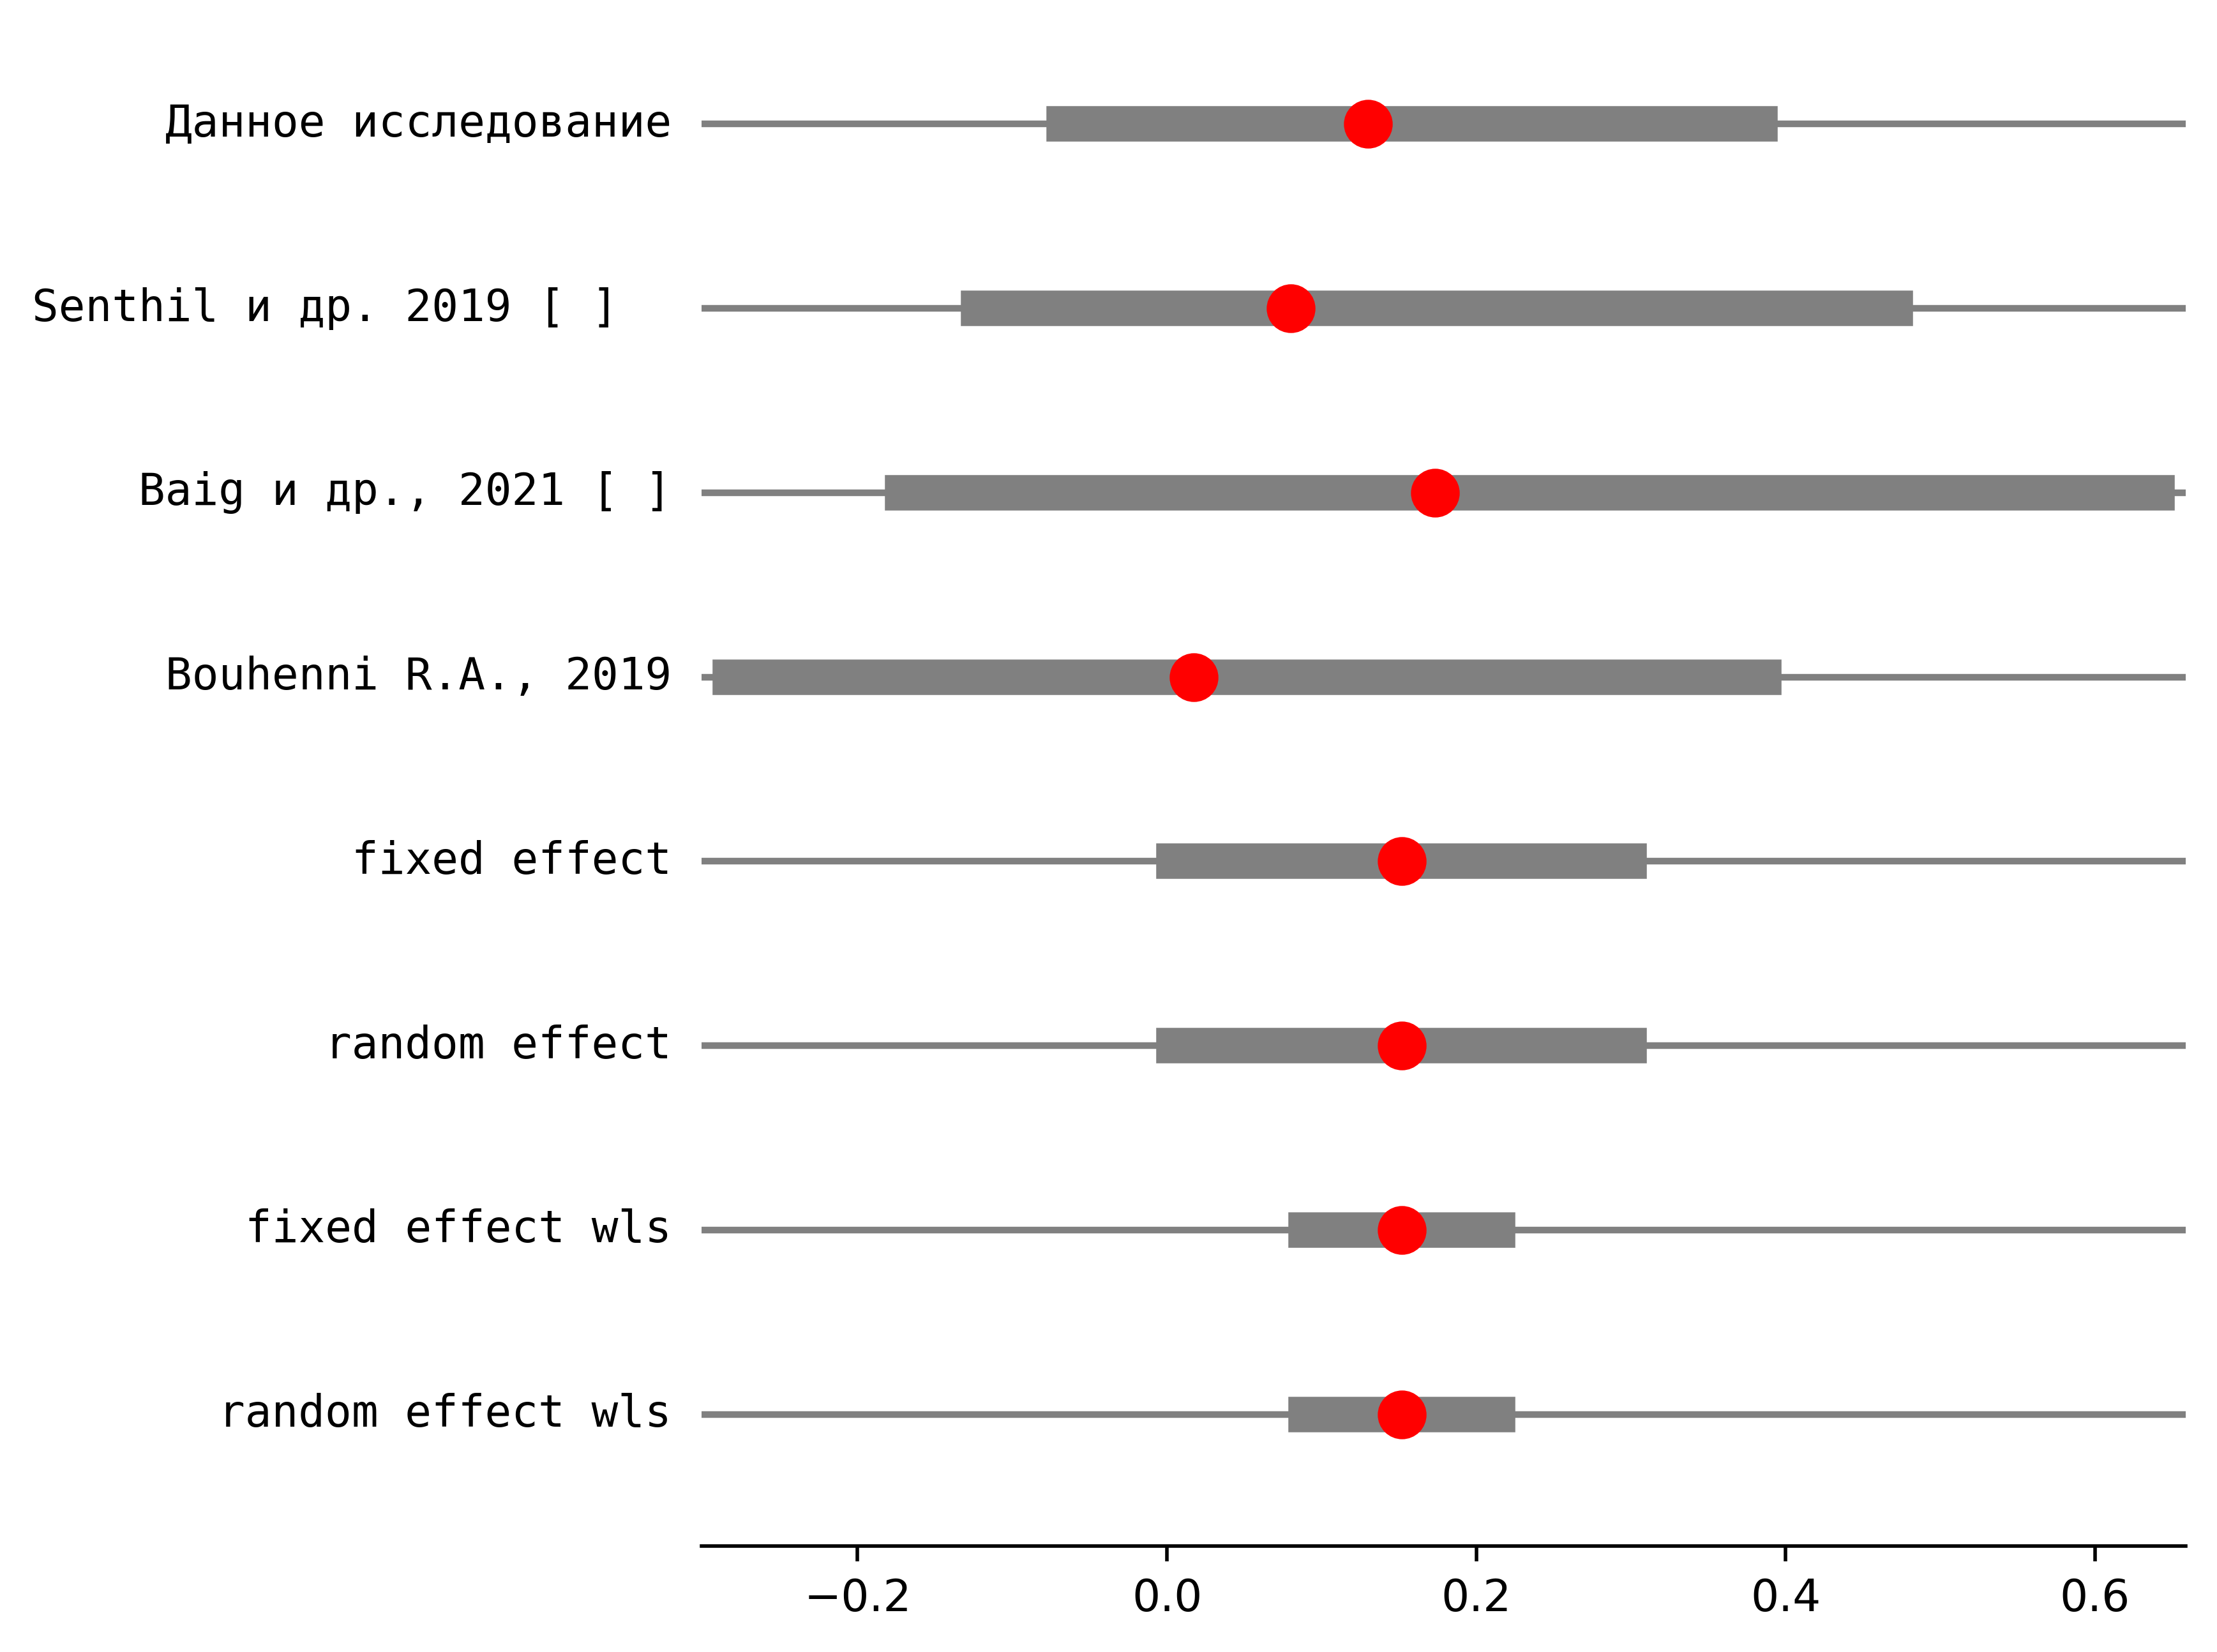 Данное исследование
Senthil и др. 2019 [ ]
Baig и др., 2021 [ ]
Bouhenni R.A., 2019
fixed effect
random effect
fixed effect wls
random effect wls
−0.2 0.0 0.2 0.4 0.6